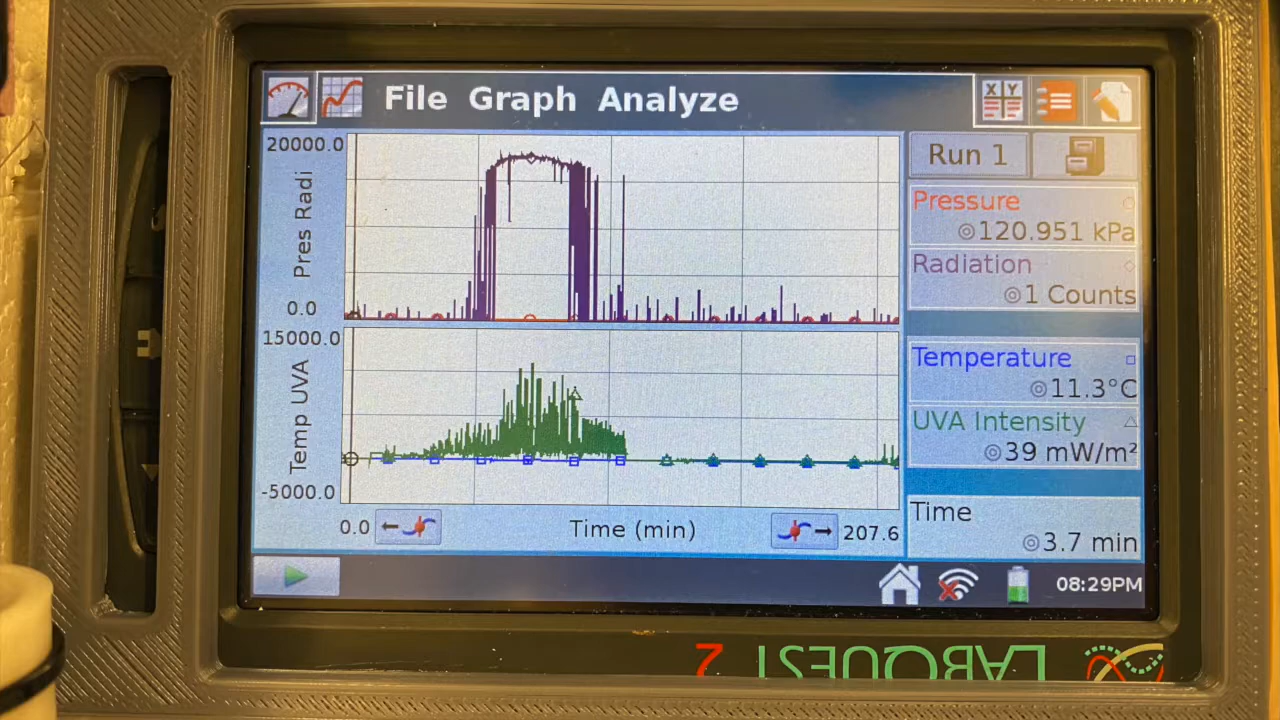 File Graph Analyze
X Y
20000.0
Pres Radi
0.0
15000.0
Temp UVA
-5000.0
0.0
Time (min)
207.6
Run 1
Pressure
120.951 kPa
Radiation
1 Counts
Temperature
11.3°C
UVA Intensity
39 mW/m²
Time
3.7 min
08:29PM
LABQUEST 2